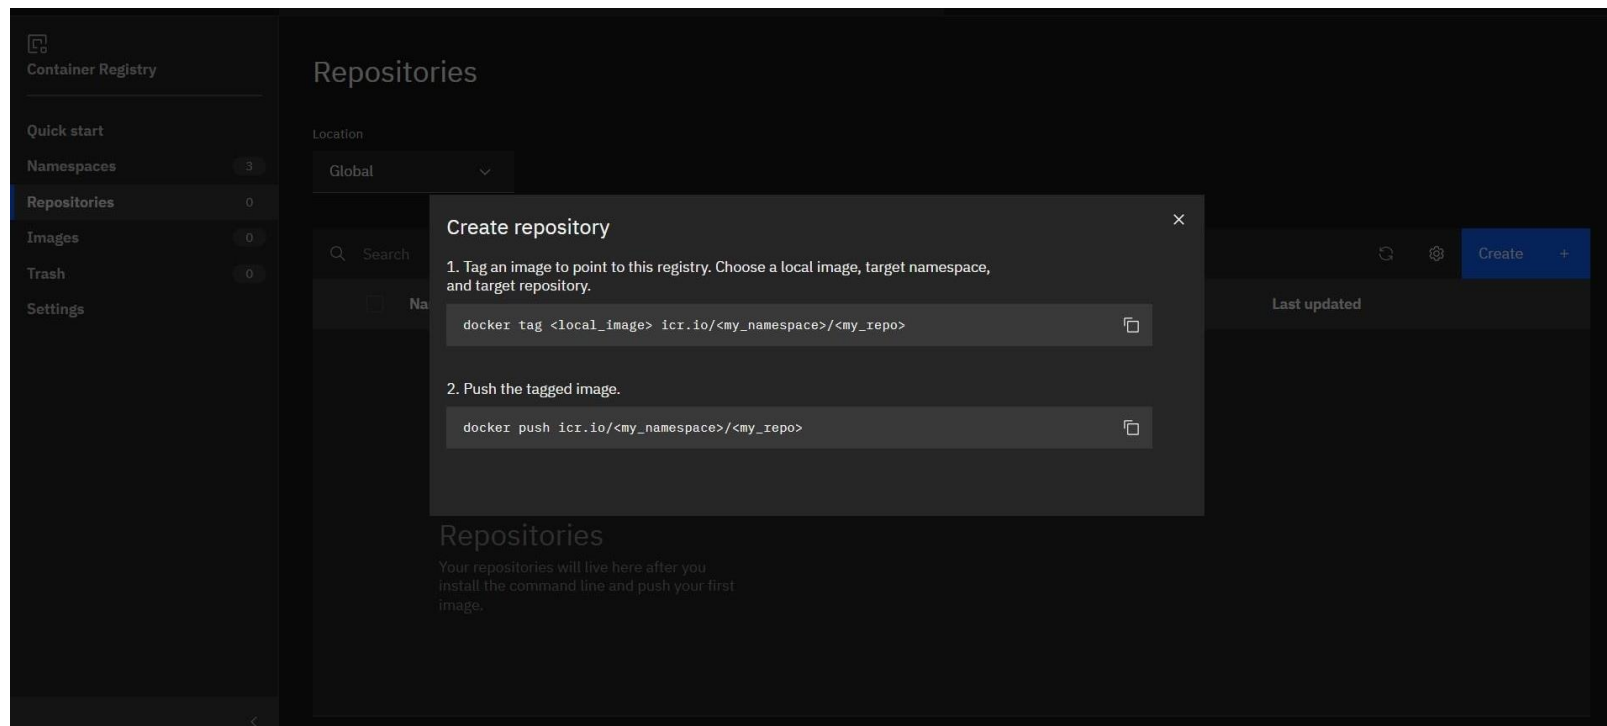 Container Registry
Quick start
Namespaces 3
Repositories 0
Images 0
Trash 0
Settings
Repositories
Location
Global
Search
Create +
Na
Last updated
Create repository
1. Tag an image to point to this registry. Choose a local image, target namespace,
and target repository.
docker tag <local_image> icr.io/<my_namespace>/<my_repo>
2. Push the tagged image.
docker push icr.io/<my_namespace>/<my_repo>
Repositories
Your repositories will live here after you
install the command line and push your first
image.